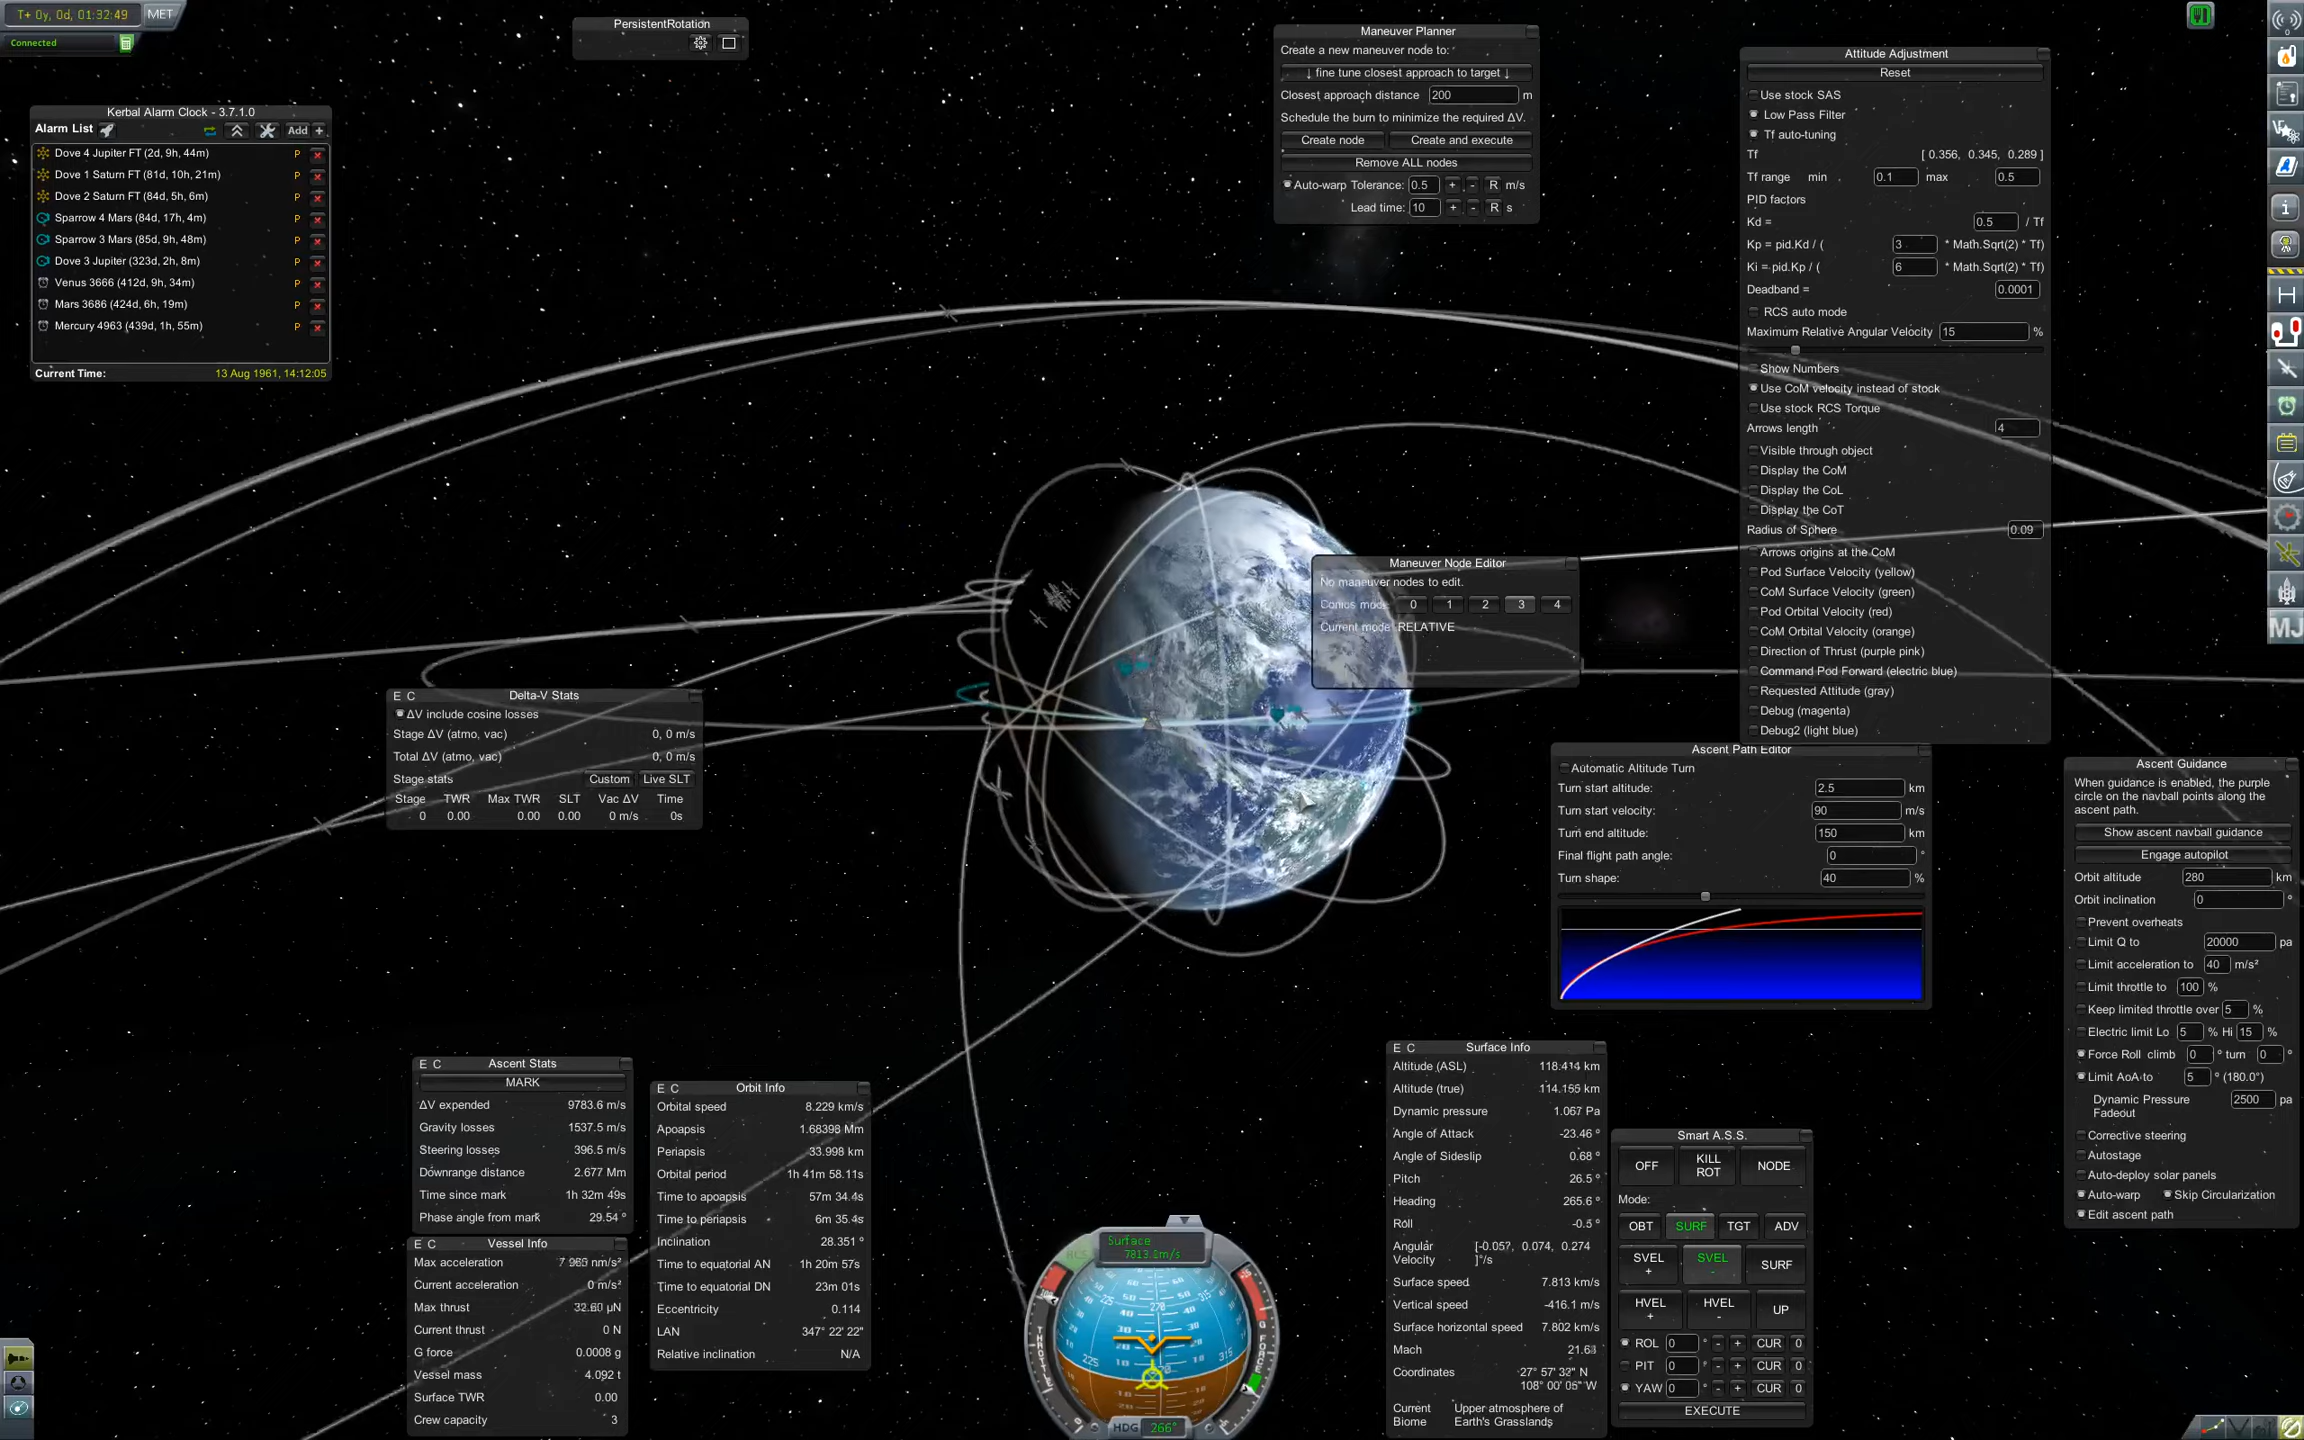 T+ 0y, 0d, 01:32:49 MET
Connected
PersistentRotation
Kerbal Alarm Clock - 3.7.1.0
Alarm List Add +
Dove 4 Jupiter FT (2d, 9h, 44m) P
Dove 1 Saturn FT (81d, 10h, 21m) P
Dove 2 Saturn FT (84d, 5h, 6m) P
Sparrow 4 Mars (84d, 17h, 4m) P
Sparrow 3 Mars (85d, 9h, 48m) P
Dove 3 Jupiter (323d, 2h, 8m) P
Venus 3666 (412d, 9h, 34m) P
Mars 3686 (424d, 6h, 19m) P
Mercury 4963 (439d, 1h, 55m) P
Current Time: 13 Aug 1961, 14:12:05
Maneuver Planner
Create a new maneuver node to:
↓ fine tune closest approach to target ↓
Closest approach distance 200 m
Schedule the burn to minimize the required ΔV.
Create node Create and execute
Remove ALL nodes
Auto-warp Tolerance: 0.5 + - R m/s
Lead time: 10 + - R s
Attitude Adjustment
Reset
Use stock SAS
Low Pass Filter
Tf auto-tuning
Tf [ 0.356, 0.345, 0.289 ]
Tf range min 0.1 max 0.5
PID factors
Kd = 0.5 / Tf
Kp = pid.Kd / ( 3 * Math.Sqrt(2) * Tf)
Ki = pid.Kp / ( 6 * Math.Sqrt(2) * Tf)
Deadband = 0.0001
RCS auto mode
Maximum Relative Angular Velocity 15 %
Show Numbers
Use CoM velocity instead of stock
Use stock RCS Torque
Arrows length 4
Visible through object
Display the CoM
Display the CoL
Display the CoT
Radius of Sphere 0.09
Arrows origins at the CoM
Pod Surface Velocity (yellow)
CoM Surface Velocity (green)
Pod Orbital Velocity (red)
CoM Orbital Velocity (orange)
Direction of Thrust (purple pink)
Command Pod Forward (electric blue)
Requested Attitude (gray)
Debug (magenta)
Debug2 (light blue)
Maneuver Node Editor
No maneuver nodes to edit.
Conics mode: 0 1 2 3 4
Current mode: RELATIVE
E C Delta-V Stats
ΔV include cosine losses
Stage ΔV (atmo, vac) 0, 0 m/s
Total ΔV (atmo, vac) 0, 0 m/s
Stage stats Custom Live SLT
Stage TWR Max TWR SLT Vac ΔV Time
0 0.00 0.00 0.00 0 m/s 0s
Ascent Path Editor
Automatic Altitude Turn
Turn start altitude: 2.5 km
Turn start velocity: 90 m/s
Turn end altitude: 150 km
Final flight path angle: 0 °
Turn shape: 40 %
Ascent Guidance
When guidance is enabled, the purple
circle on the navball points along the
ascent path.
Show ascent navball guidance
Engage autopilot
Orbit altitude 280 km
Orbit inclination 0 °
Prevent overheats
Limit Q to 20000 pa
Limit acceleration to 40 m/s²
Limit throttle to 100 %
Keep limited throttle over 5 %
Electric limit Lo 5 % Hi 15 %
Force Roll climb 0 ° turn 0 °
Limit AoA to 5 ° (180.0°)
Dynamic Pressure
Fadeout 2500 pa
Corrective steering
Autostage
Auto-deploy solar panels
Auto-warp Skip Circularization
Edit ascent path
E C Ascent Stats
MARK
ΔV expended 9783.6 m/s
Gravity losses 1537.5 m/s
Steering losses 396.5 m/s
Downrange distance 2.677 Mm
Time since mark 1h 32m 49s
Phase angle from mark 29.54 °
E C Vessel Info
Max acceleration nm/s²
Current acceleration 0 m/s²
Max thrust µN
Current thrust 0 N
G force 0.0008 g
Vessel mass 4.092 t
Surface TWR 0.00
Crew capacity 3
E C Orbit Info
Orbital speed 8.229 km/s
Apoapsis 1.68398 Mm
Periapsis 33.998 km
Orbital period 1h 41m 58.11s
Time to apoapsis 57m 34.4s
Time to periapsis 6m 35.4s
Inclination 28.351 °
Time to equatorial AN 1h 20m 57s
Time to equatorial DN 23m 01s
Eccentricity 0.114
LAN 347° 22' 22"
Relative inclination N/A
Surface
HDG 266°
E C Surface Info
Altitude (ASL) 118.414 km
Altitude (true) 114.155 km
Dynamic pressure 1.067 Pa
Angle of Attack -23.46 °
Angle of Sideslip 0.68 °
Pitch 26.5 °
Heading 265.6 °
Roll -0.5 °
Angular
Velocity 0.074, 0.274 ]°/s
Surface speed 7.813 km/s
Vertical speed -416.1 m/s
Surface horizontal speed 7.802 km/s
Mach
Coordinates
Current
Biome
Upper atmosphere of
Earth's Grasslands
Smart A.S.S.
OFF KILL ROT NODE
Mode:
OBT SURF TGT ADV
SVEL + SVEL - SURF
HVEL + HVEL - UP
ROL 0 ° - + CUR 0
PIT 0 ° - + CUR 0
YAW 0 ° - + CUR 0
EXECUTE
MJ